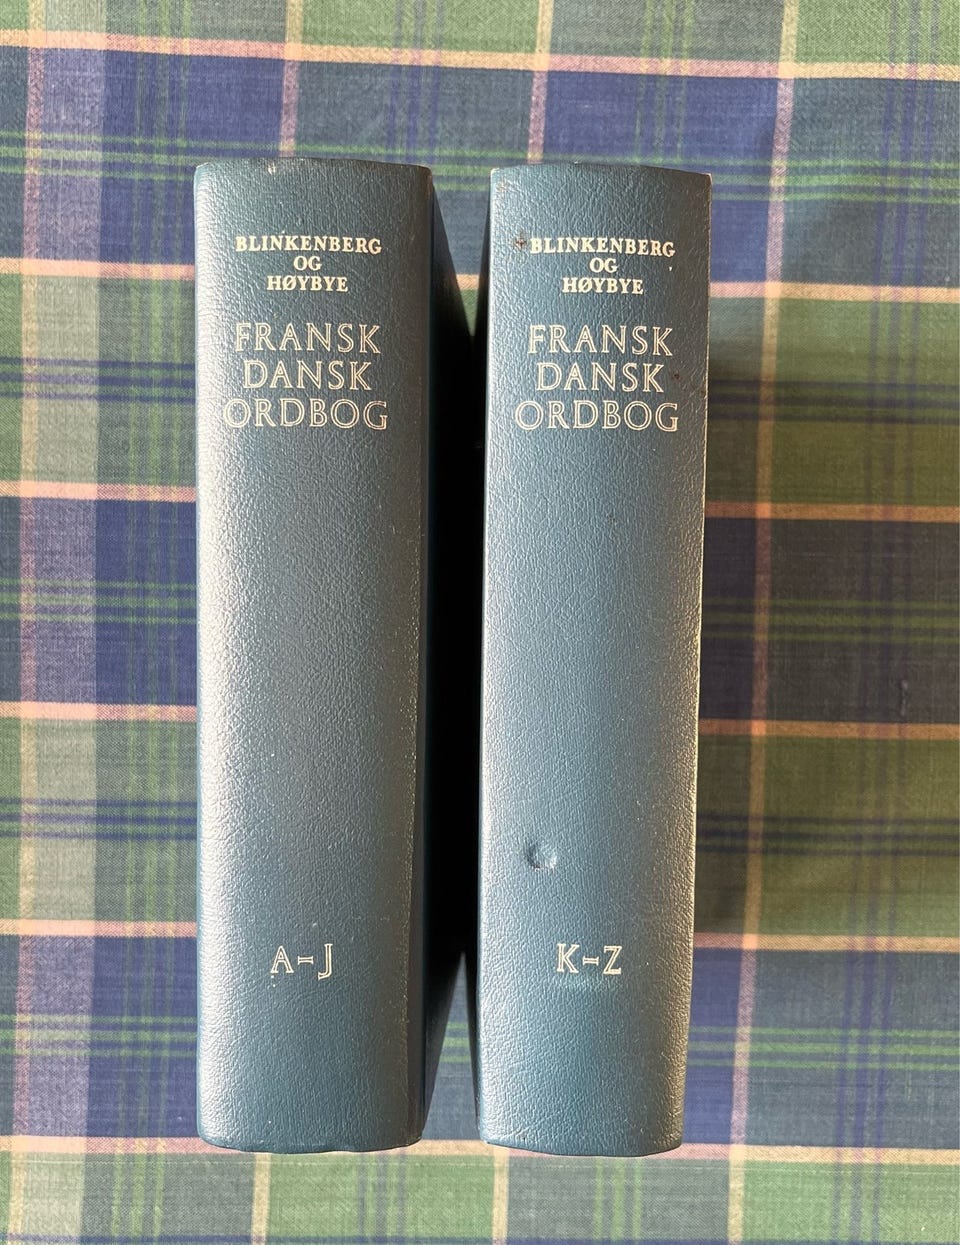 BLINKENBERG
OG
HØYBYE
FRANSK
DANSK
ORDBOG
A-J
BLINKENBERG
OG
HØYBYE
FRANSK
DANSK
ORDBOG
K-Z